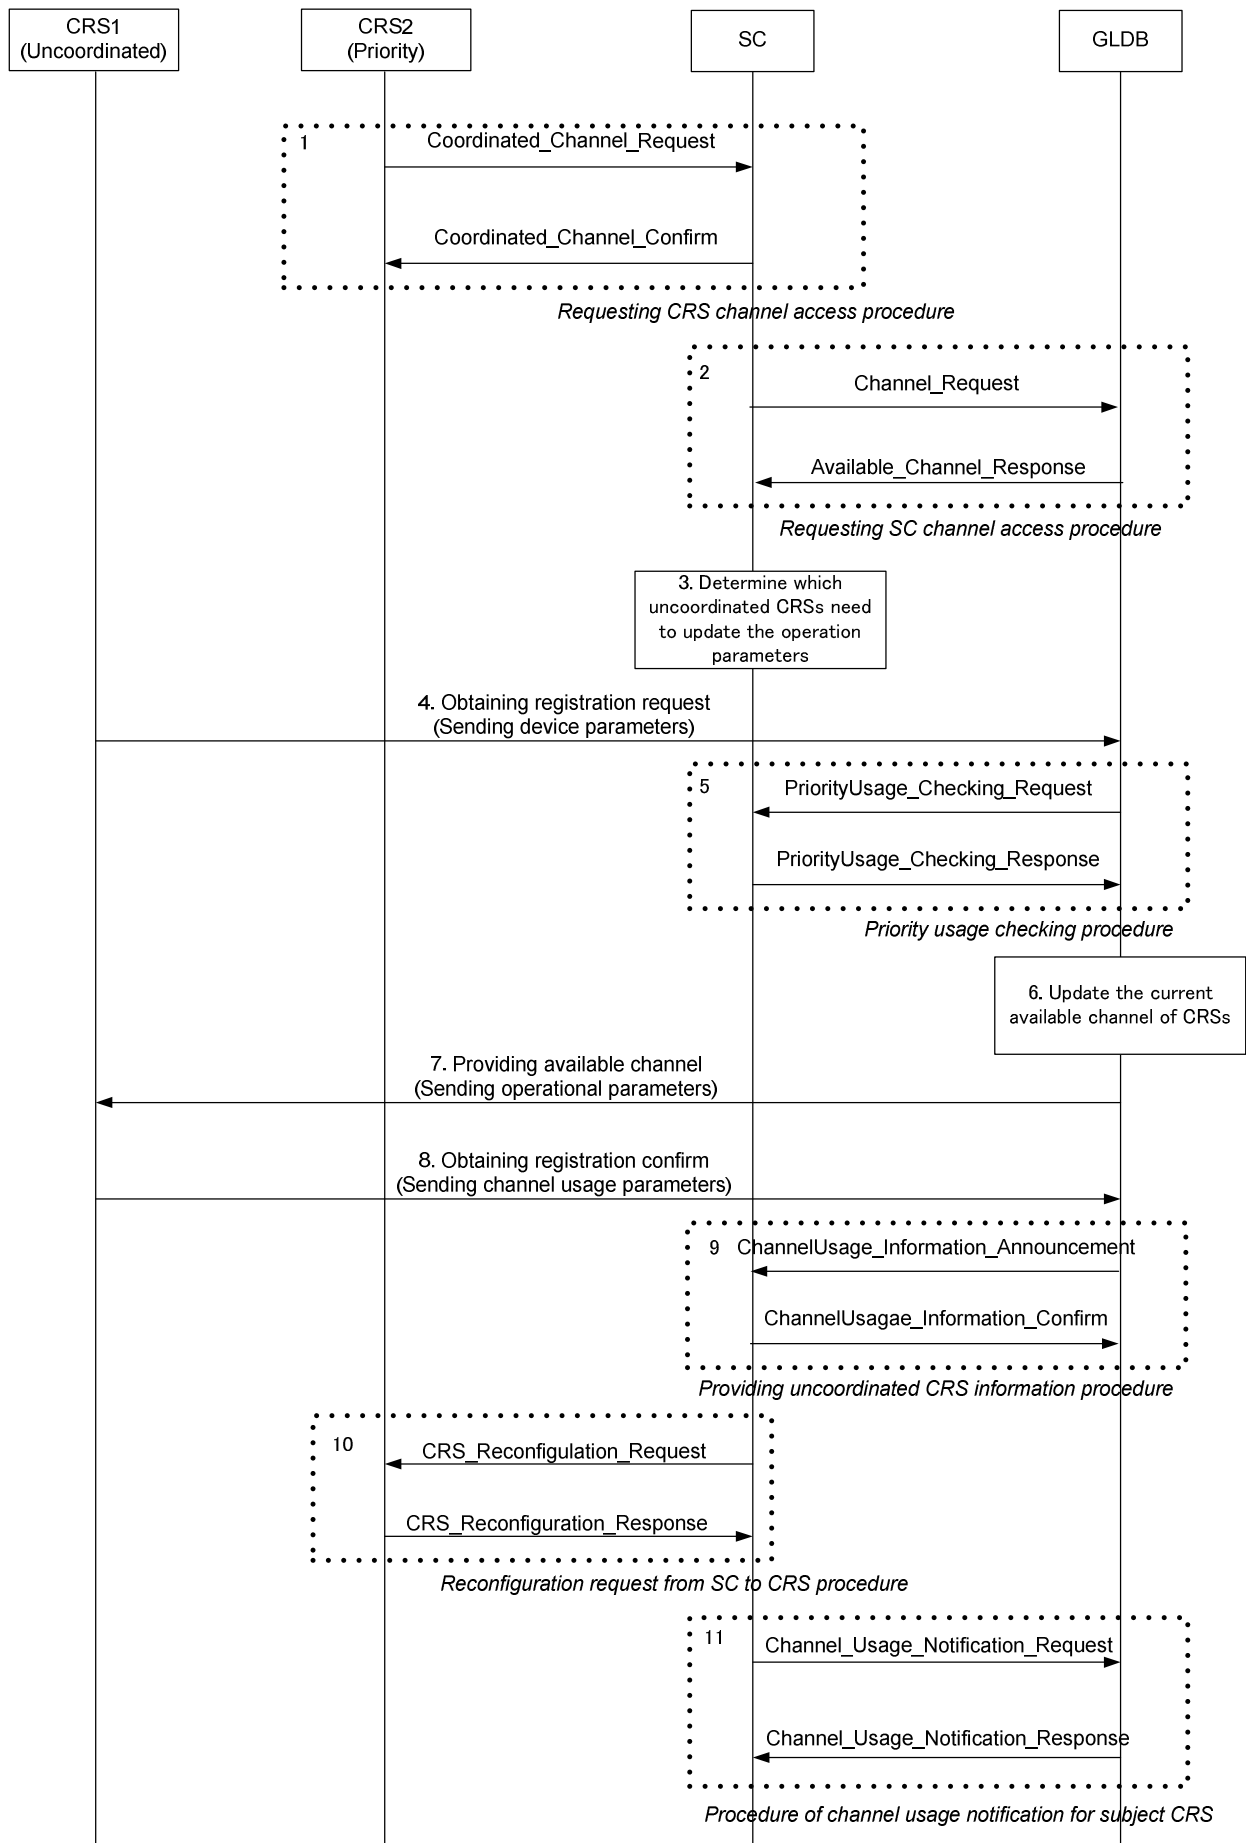 CRS1
(Uncoordinated)
CRS2
(Priority)
SC
GLDB
1
Coordinated_Channel_Request
Coordinated_Channel_Confirm
Requesting CRS channel access procedure
2
Channel_Request
Available_Channel_Response
Requesting SC channel access procedure
3. Determine which
uncoordinated CRSs need
to update the operation
parameters
4. Obtaining registration request
(Sending device parameters)
5
PriorityUsage_Checking_Request
PriorityUsage_Checking_Response
Priority usage checking procedure
6. Update the current
available channel of CRSs
7. Providing available channel
(Sending operational parameters)
8. Obtaining registration confirm
(Sending channel usage parameters)
9 ChannelUsage_Information_Announcement
ChannelUsagae_Information_Confirm
Providing uncoordinated CRS information procedure
10
CRS_Reconfigulation_Request
CRS_Reconfiguration_Response
Reconfiguration request from SC to CRS procedure
11
Channel_Usage_Notification_Request
Channel_Usage_Notification_Response
Procedure of channel usage notification for subject CRS